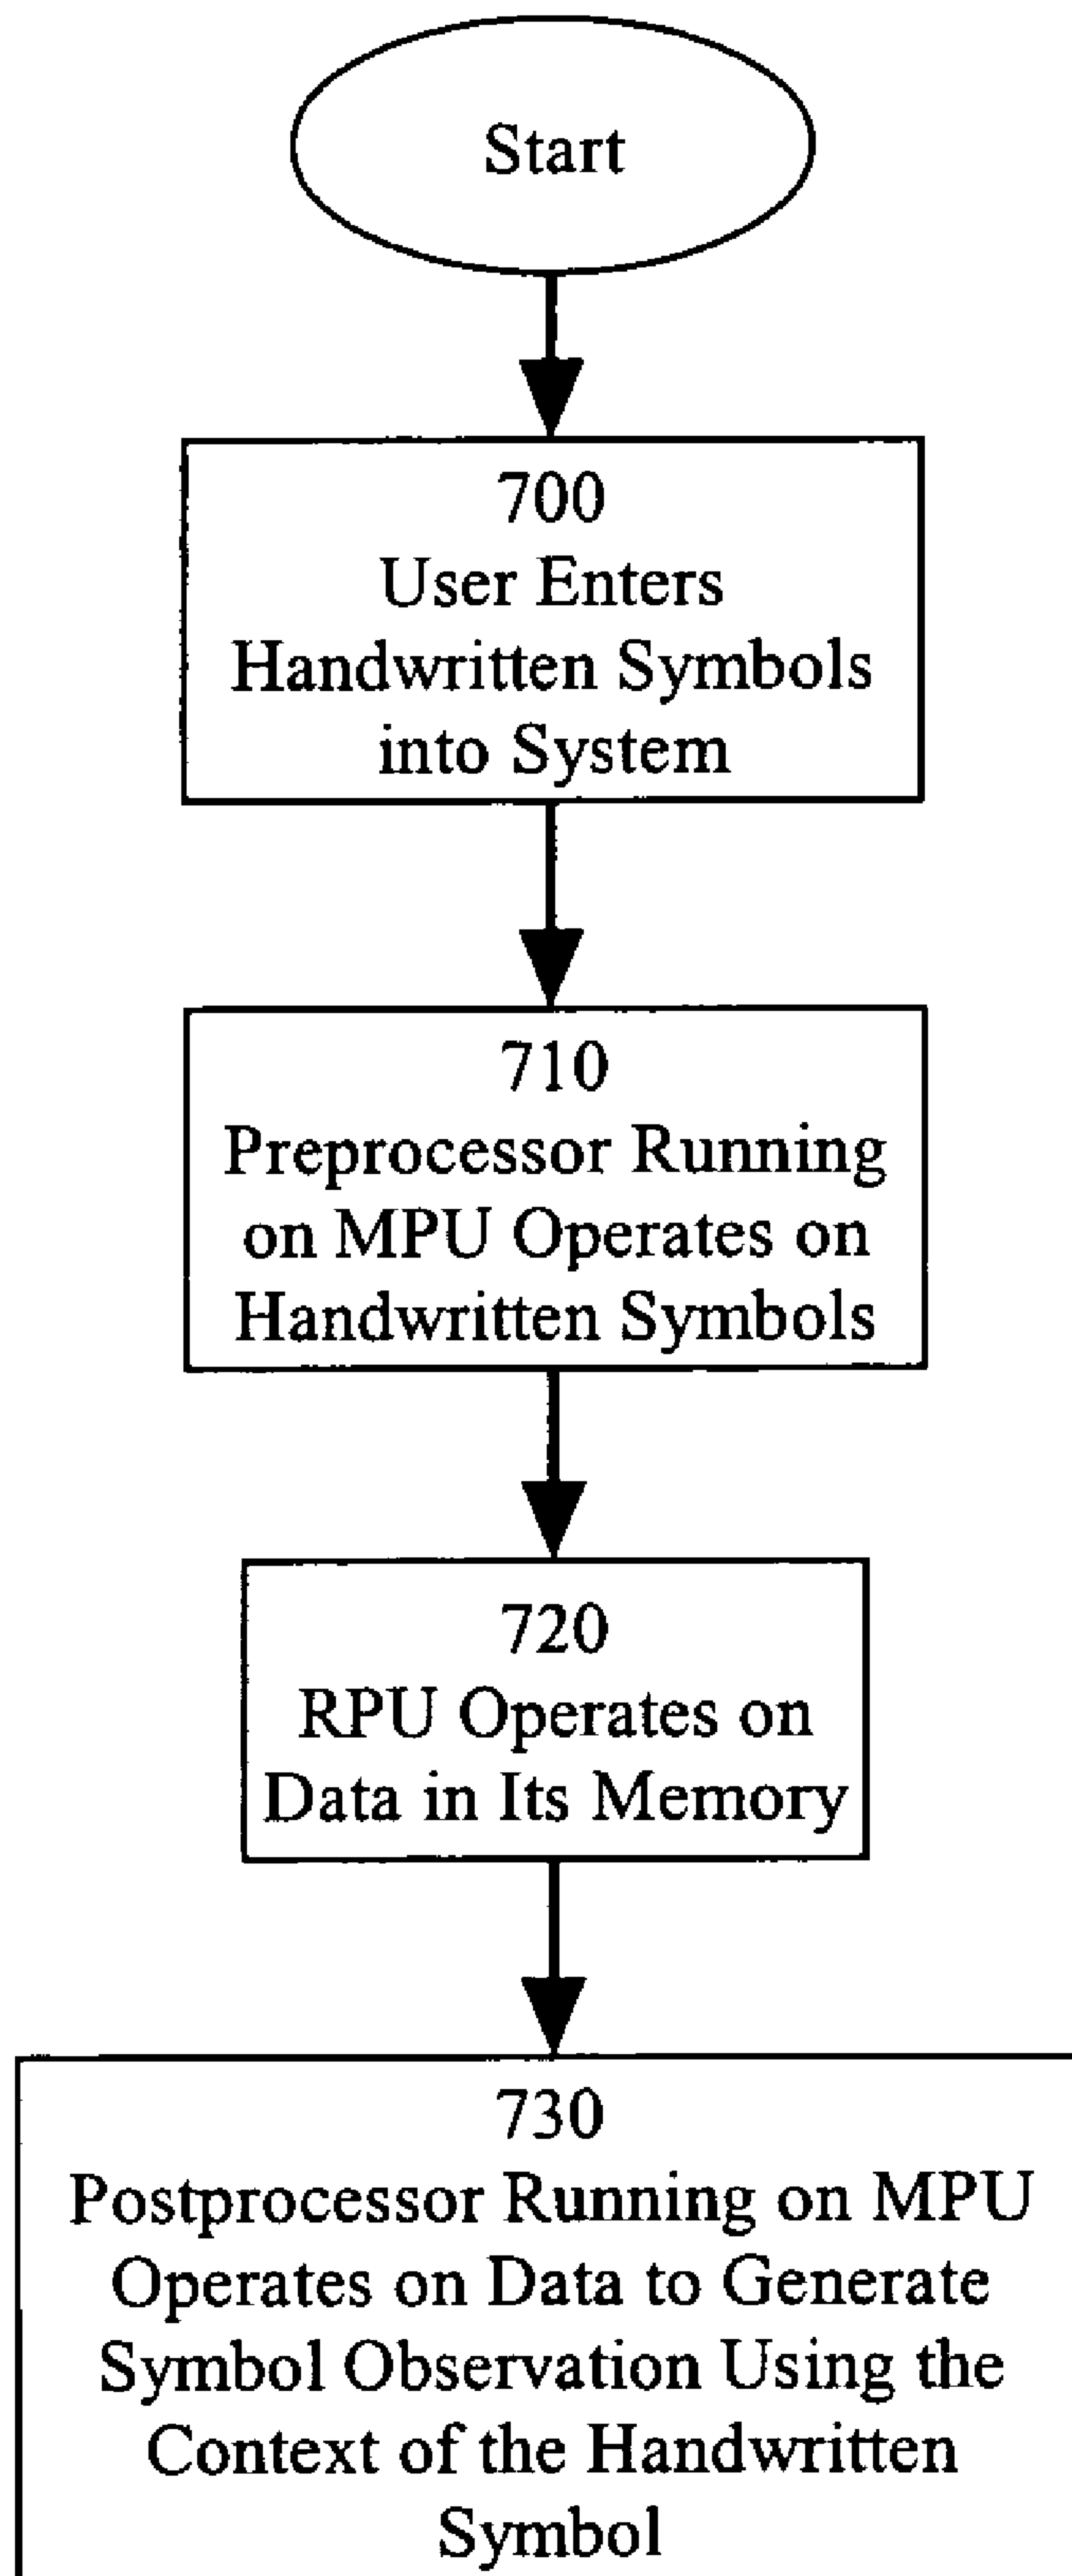 Start
700
User Enters
Handwritten Symbols
into System
710
Preprocessor Running
on MPU Operates on
Handwritten Symbols
720
RPU Operates on
Data in Its Memory
730
Postprocessor Running on MPU
Operates on Data to Generate
Symbol Observation Using the
Context of the Handwritten
Symbol